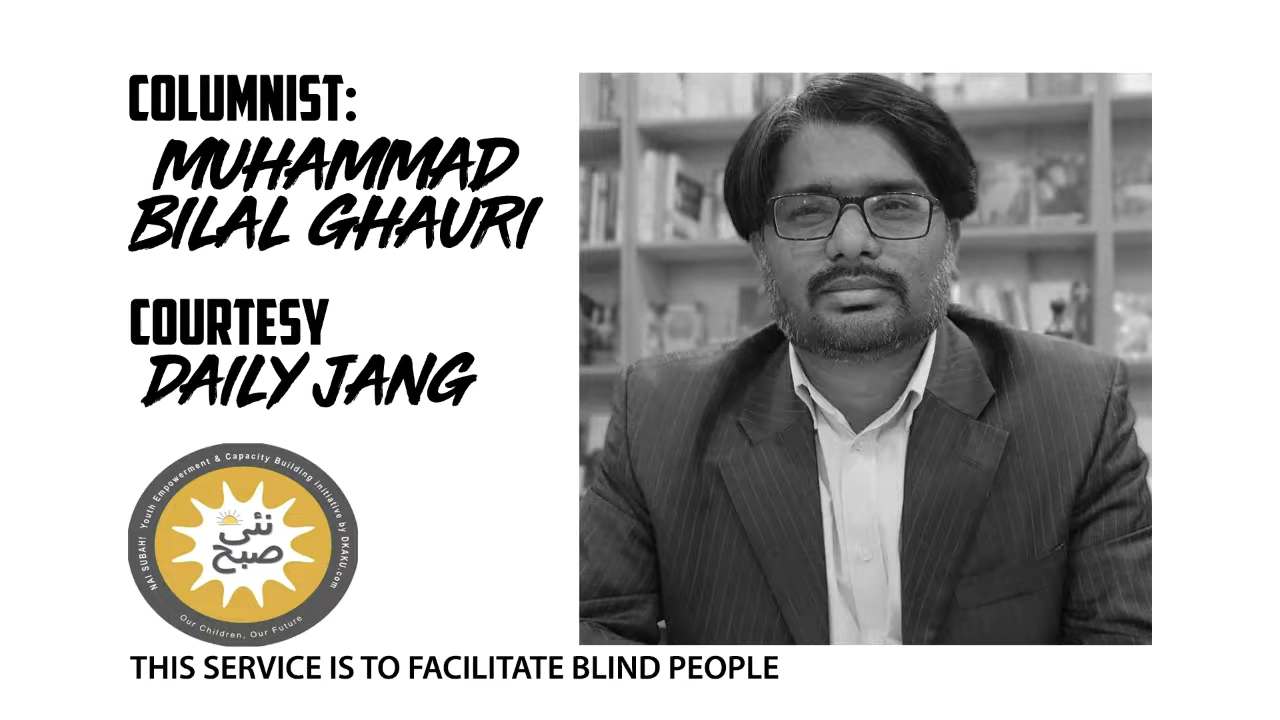 COLUMNIST:
MUHAMMAD
BILAL GHAURI
COURTESY
DAILY JANG
NAI SUBAH! Youth Empowerment & Capacity Building initiative by DKAKU.com
نئی
صبح
Our Children, Our Future
THIS SERVICE IS TO FACILITATE BLIND PEOPLE